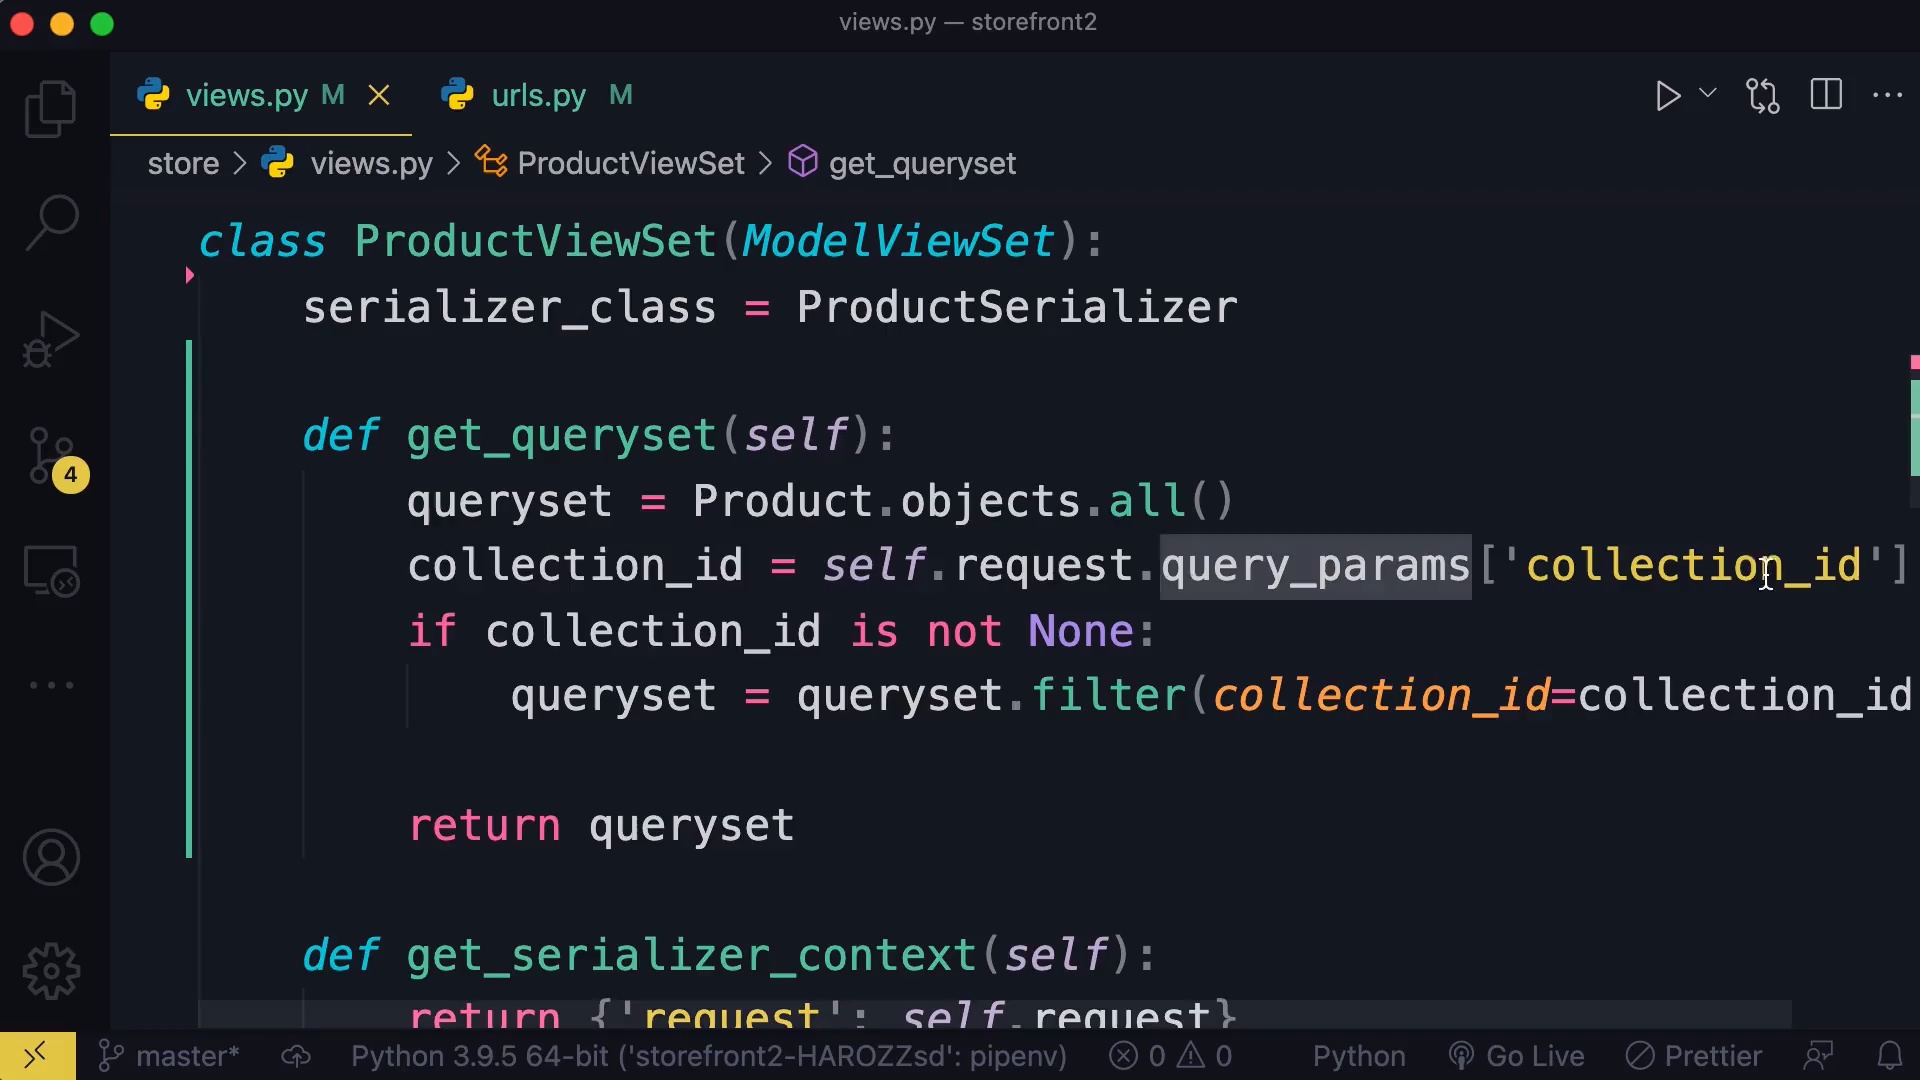 views.py — storefront2
views.py M urls.py M
store > views.py > ProductViewSet > get_queryset
class ProductViewSet(ModelViewSet):
serializer_class = ProductSerializer
def get_queryset(self):
queryset = Product.objects.all()
collection_id = self.request.query_params['collection_id']
if collection_id is not None:
queryset = queryset.filter(collection_id=collection_id
return queryset
def get_serializer_context(self):
return {'request': self.request}
4
master* Python 3.9.5 64-bit ('storefront2-HAROZZsd': pipenv) 0 0 Python Go Live Prettier